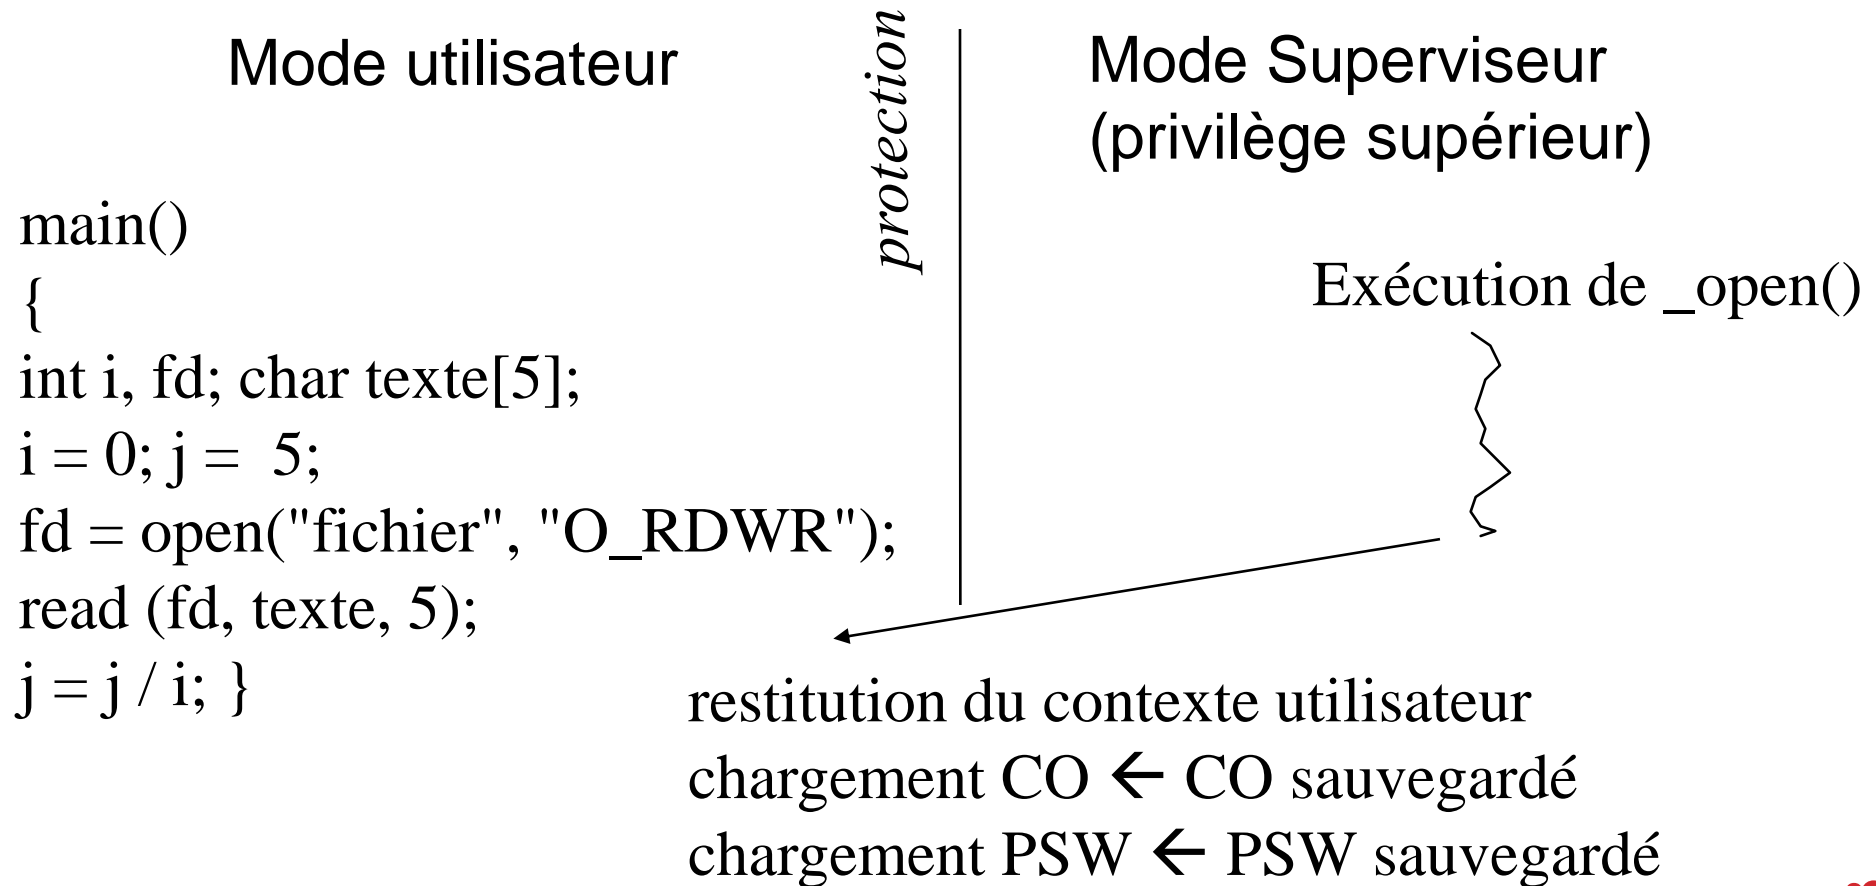 Mode utilisateur
protection
Mode Superviseur
(privilège supérieur)
main()
{
int i, fd; char texte[5];
i = 0; j =  5;
fd = open("fichier", "O_RDWR");
read (fd, texte, 5);
j = j / i; }
Exécution de _open()
restitution du contexte utilisateur
chargement CO ← CO sauvegardé
chargement PSW ← PSW sauvegardé